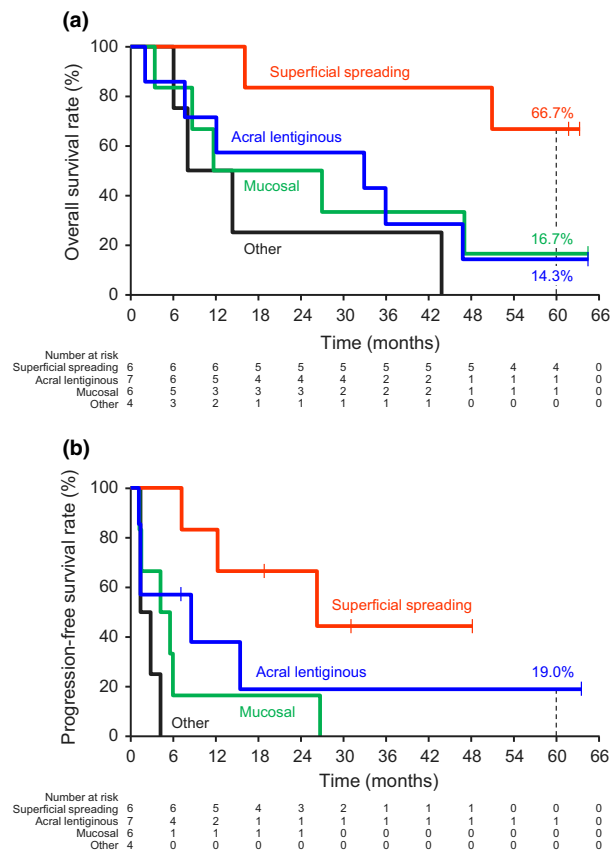 (a)
Overall survival rate (%)
100
80
60
40
20
0
Superficial spreading
Acral lentiginous
Mucosal
Other
66.7%
16.7%
14.3%
0 6 12 18 24 30 36 42 48 54 60 66
Time (months)
Number at risk
Superficial spreading 6 6 6 5 5 5 5 5 5 4 4 0
Acral lentiginous 7 6 5 4 4 4 2 2 1 1 1 0
Mucosal 6 5 3 3 3 2 2 2 1 1 1 0
Other 4 3 2 1 1 1 1 1 0 0 0 0
(b)
Progression-free survival rate (%)
100
80
60
40
20
0
Superficial spreading
Acral lentiginous
19.0%
Mucosal
Other
0 6 12 18 24 30 36 42 48 54 60 66
Time (months)
Number at risk
Superficial spreading 6 6 5 4 3 2 1 1 1 0 0 0
Acral lentiginous 7 4 2 1 1 1 1 1 1 1 1 0
Mucosal 6 1 1 1 1 0 0 0 0 0 0 0
Other 4 0 0 0 0 0 0 0 0 0 0 0